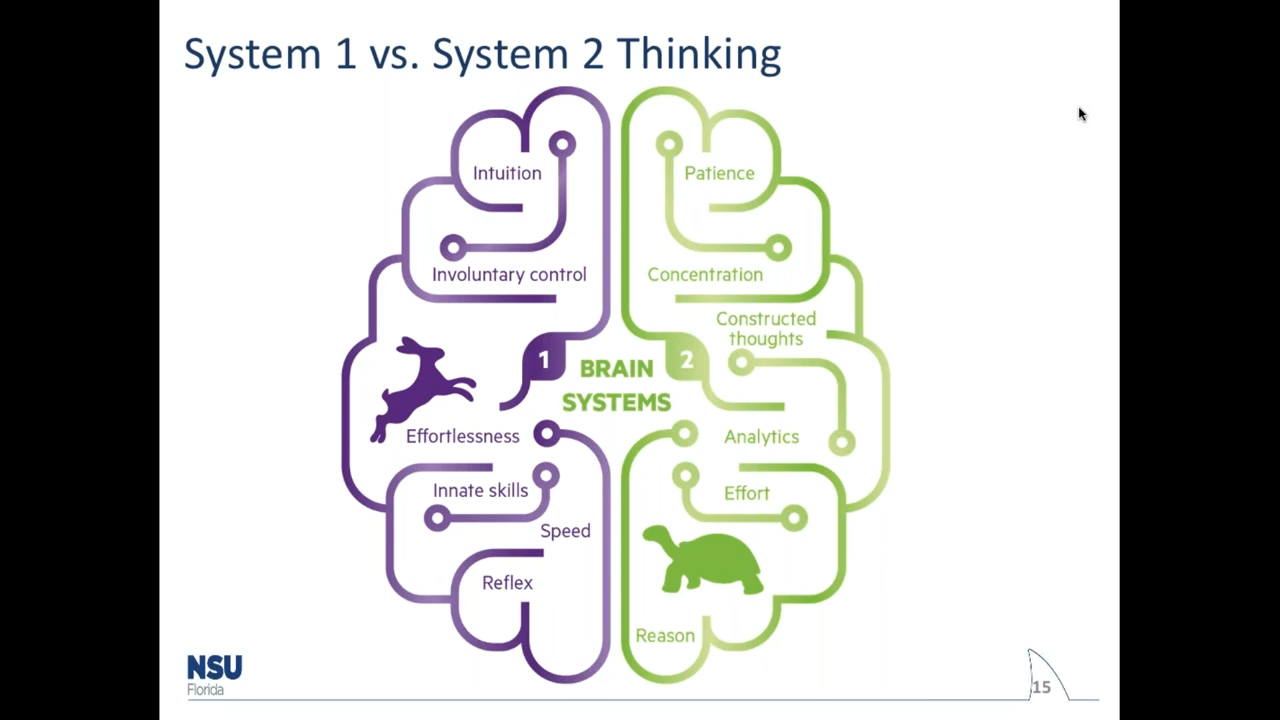 System 1 vs. System 2 Thinking
Intuition
Involuntary control
1
Effortlessness
Innate skills
Speed
Reflex
BRAIN
SYSTEMS
2
Patience
Concentration
Constructed
thoughts
Analytics
Effort
Reason
NSU
Florida
15